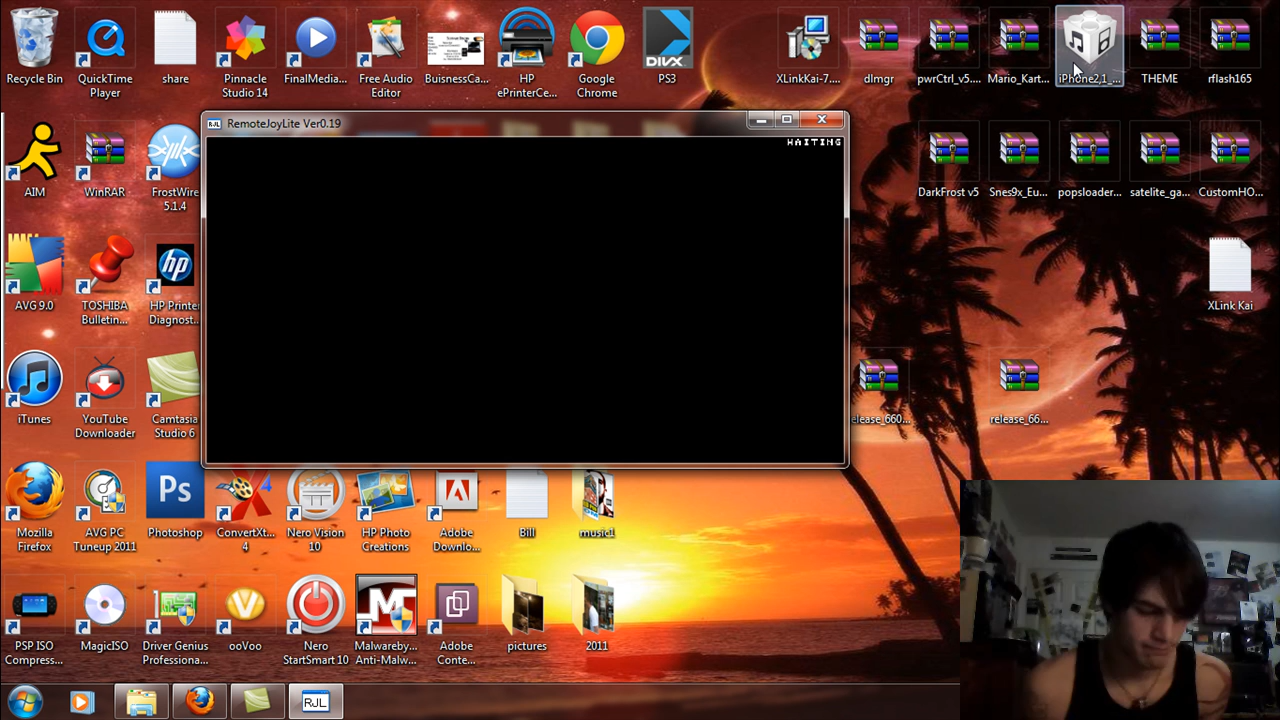 Recycle Bin
QuickTime Player
share
Pinnacle Studio 14
FinalMedia...
Free Audio Editor
BuisnessCa...
HP ePrinterCe...
Google Chrome
DIVX
PS3
XLinkKai-7....
dlmgr
pwrCtrl_v5....
Mario_Kart...
iPhone2,1_...
THEME
rflash165
RJL RemoteJoyLite Ver0.19
WAITING
AIM
WinRAR
FrostWire 5.1.4
DarkFrost v5
Snes9x_Eu...
popsloader...
satelite_ga...
CustomHO...
AVG 9.0
TOSHIBA Bulletin...
hp
HP Printer Diagnost...
XLink Kai
iTunes
YouTube Downloader
Camtasia Studio 6
elease_660...
release_66...
Mozilla Firefox
AVG PC Tuneup 2011
Ps
Photoshop
ConvertXt... 4
Nero Vision 10
HP Photo Creations
Adobe Downlo...
Bill
music1
PSP ISO Compress...
MagicISO
Driver Genius Professiona...
ooVoo
Nero StartSmart 10
Malwareby... Anti-Malw...
Adobe Conte...
pictures
2011
RJL